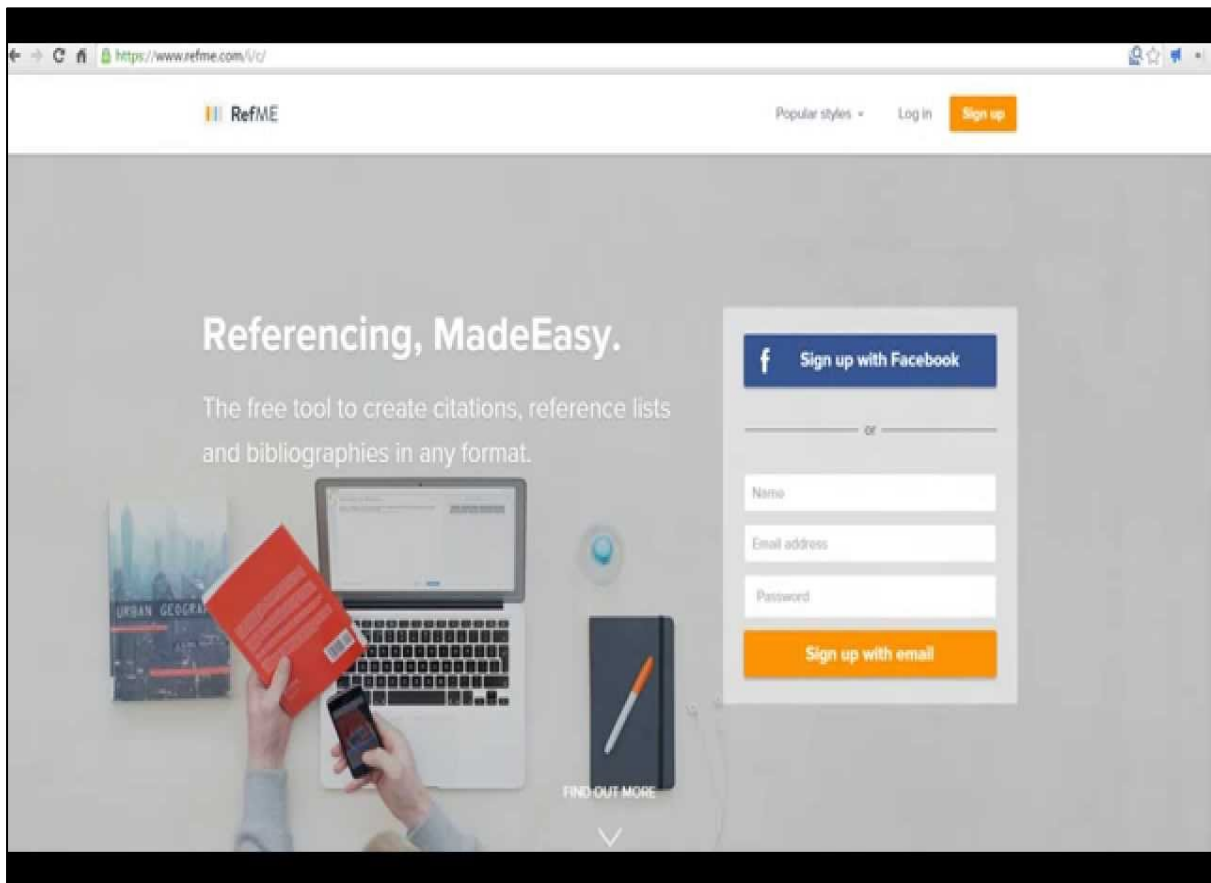 https://www.refme.com/i/c/
RefME
Popular styles
Log in
Sign up
Referencing, MadeEasy.
The free tool to create citations, reference lists
and bibliographies in any format.
f Sign up with Facebook
or
Name
Email address
Password
Sign up with email
URBAN GEOGRA
FIND OUT MORE